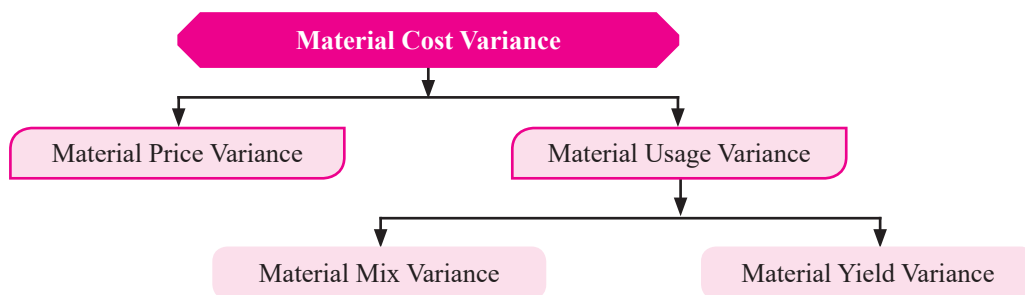 Material Cost Variance
Material Price Variance
Material Usage Variance
Material Mix Variance
Material Yield Variance